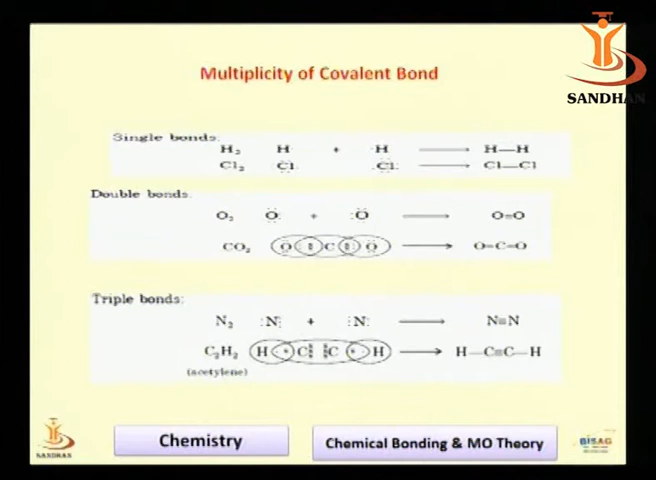 Multiplicity of Covalent Bond
SANDHAN
Single bonds:
H₂ H + ·H → H—H
Cl₂ Cl Cl → Cl—Cl
Double bonds:
O₂ O + O → O=O
CO₂ O C O → O=C=O
Triple bonds:
N₂ :N: + :N: → N≡N
C₂H₂ H C C H → H—C≡C—H
(acetylene)
SANDHAN
Chemistry
Chemical Bonding & MO Theory
BISAG